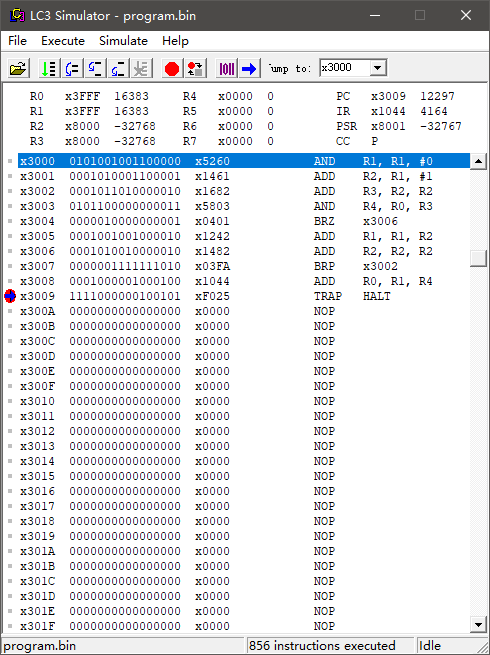 LC3 Simulator - program.bin
File Execute Simulate Help
Jump to: x3000
R0 x3FFF 16383 R4 x0000 0 PC x3009 12297
R1 x3FFF 16383 R5 x0000 0 IR x1044 4164
R2 x8000 -32768 R6 x0000 0 PSR x8001 -32767
R3 x8000 -32768 R7 x0000 0 CC P
x3000 0101001001100000 x5260 AND R1, R1, #0
x3001 0001010001100001 x1461 ADD R2, R1, #1
x3002 0001011010000010 x1682 ADD R3, R2, R2
x3003 0101100000000011 x5803 AND R4, R0, R3
x3004 0000010000000001 x0401 BRZ x3006
x3005 0001001001000010 x1242 ADD R1, R1, R2
x3006 0001010010000010 x1482 ADD R2, R2, R2
x3007 0000001111111010 x03FA BRP x3002
x3008 0001000001000100 x1044 ADD R0, R1, R4
x3009 1111000000100101 xF025 TRAP HALT
x300A 0000000000000000 x0000 NOP
x300B 0000000000000000 x0000 NOP
x300C 0000000000000000 x0000 NOP
x300D 0000000000000000 x0000 NOP
x300E 0000000000000000 x0000 NOP
x300F 0000000000000000 x0000 NOP
x3010 0000000000000000 x0000 NOP
x3011 0000000000000000 x0000 NOP
x3012 0000000000000000 x0000 NOP
x3013 0000000000000000 x0000 NOP
x3014 0000000000000000 x0000 NOP
x3015 0000000000000000 x0000 NOP
x3016 0000000000000000 x0000 NOP
x3017 0000000000000000 x0000 NOP
x3018 0000000000000000 x0000 NOP
x3019 0000000000000000 x0000 NOP
x301A 0000000000000000 x0000 NOP
x301B 0000000000000000 x0000 NOP
x301C 0000000000000000 x0000 NOP
x301D 0000000000000000 x0000 NOP
x301E 0000000000000000 x0000 NOP
x301F 0000000000000000 x0000 NOP
program.bin 856 instructions executed Idle